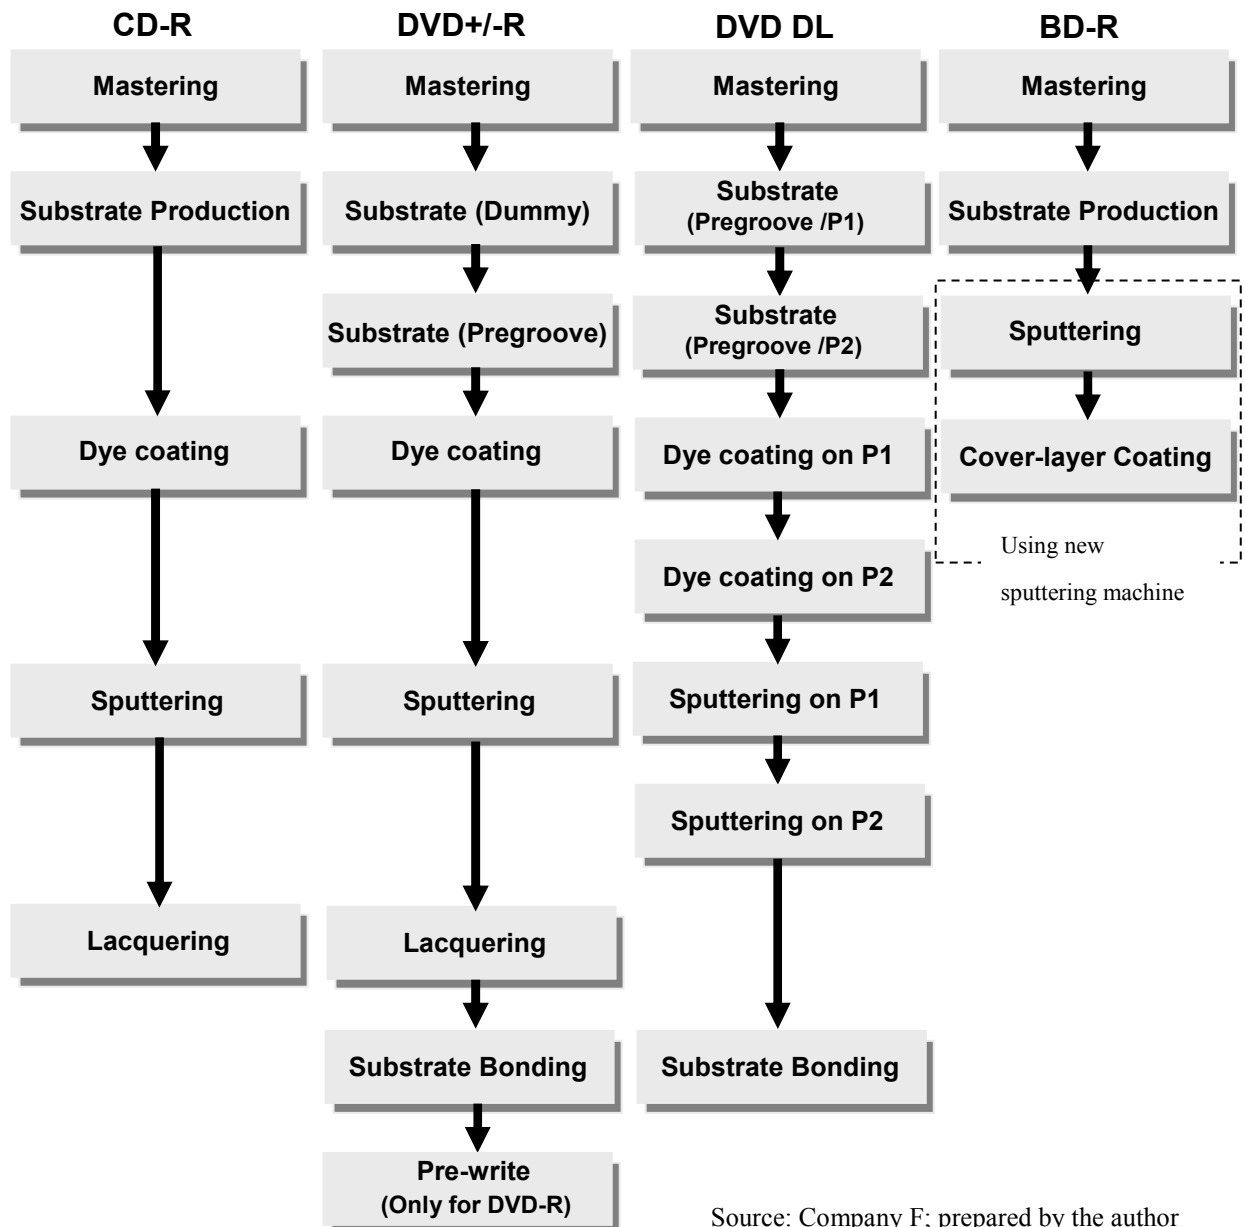 CD-R
Mastering
Substrate Production
Dye coating
Sputtering
Lacquering
DVD+/-R
Mastering
Substrate (Dummy)
Substrate (Pregroove)
Dye coating
Sputtering
Lacquering
Substrate Bonding
Pre-write
(Only for DVD-R)
DVD DL
Mastering
Substrate
(Pregroove /P1)
Substrate
(Pregroove /P2)
Dye coating on P1
Dye coating on P2
Sputtering on P1
Sputtering on P2
Substrate Bonding
BD-R
Mastering
Substrate Production
Sputtering
Cover-layer Coating
Using new
sputtering machine
Source: Company F; prepared by the author